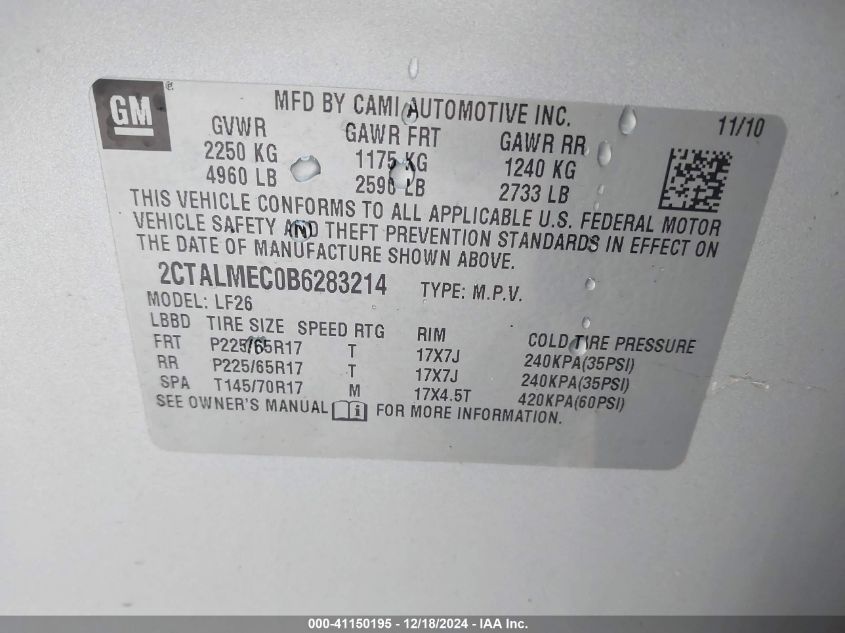 GM ®
MFD BY CAMI AUTOMOTIVE INC.
11/10
GVWR GAWR FRT GAWR RR
2250 KG 1175 KG 1240 KG
4960 LB 2590 LB 2733 LB
THIS VEHICLE CONFORMS TO ALL APPLICABLE U.S. FEDERAL MOTOR
VEHICLE SAFETY AND THEFT PREVENTION STANDARDS IN EFFECT ON
THE DATE OF MANUFACTURE SHOWN ABOVE.
2CTALMEC0B6283214 TYPE: M.P.V.
MODEL: LF26
LBBD TIRE SIZE SPEED RTG RIM COLD TIRE PRESSURE
FRT P225/65R17 T 17X7J 240KPA(35PSI)
RR P225/65R17 T 17X7J 240KPA(35PSI)
SPA T145/70R17 M 17X4.5T 420KPA(60PSI)
SEE OWNER'S MANUAL FOR MORE INFORMATION.
000-41150195 - 12/18/2024 - IAA Inc.